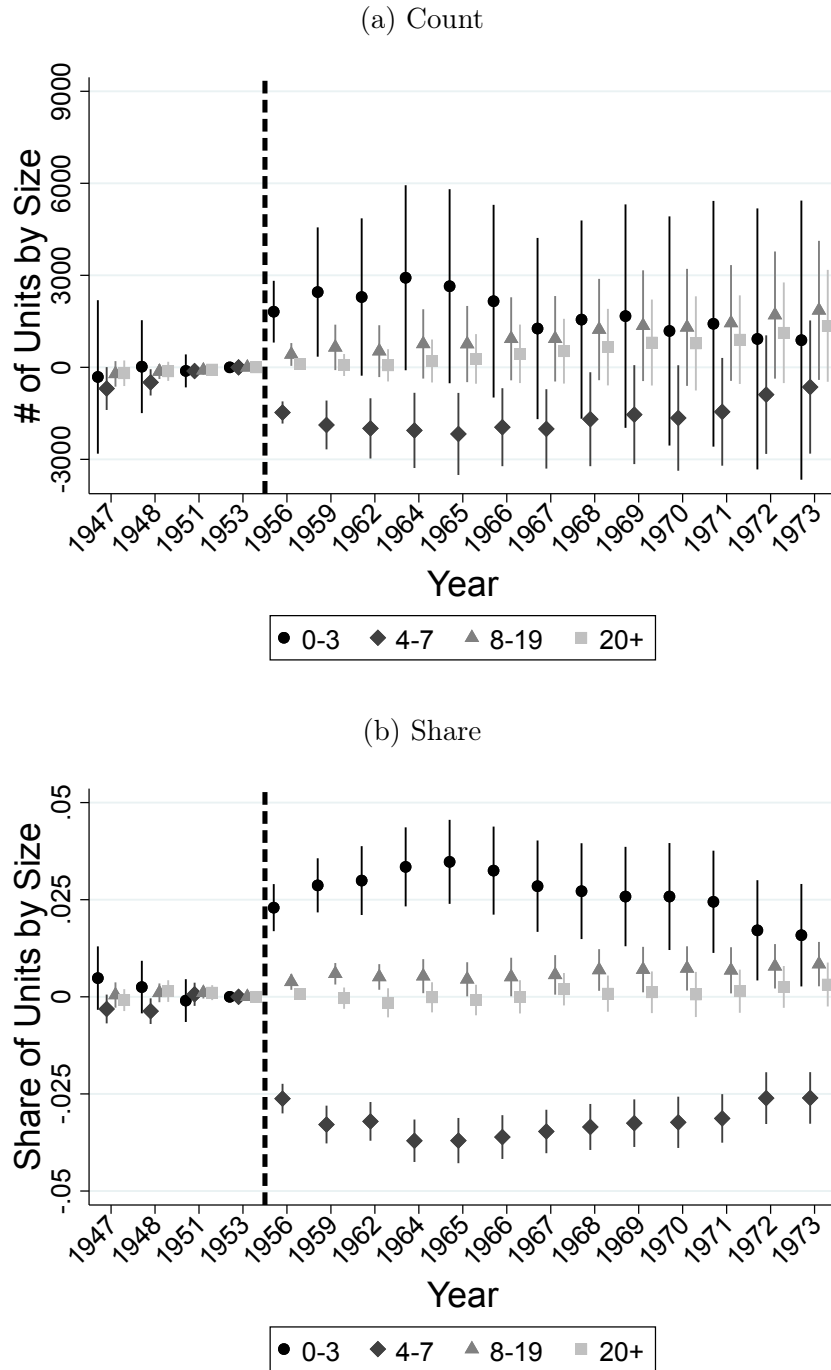 (a) Count
# of Units by Size
9000
6000
3000
0
-3000
1947 1948 1951 1953 1956 1959 1962 1964 1965 1966 1967 1968 1969 1970 1971 1972 1973
Year
0-3 4-7 8-19 20+
(b) Share
Share of Units by Size
.05
.025
0
-.025
-.05
1947 1948 1951 1953 1956 1959 1962 1964 1965 1966 1967 1968 1969 1970 1971 1972 1973
Year
0-3 4-7 8-19 20+